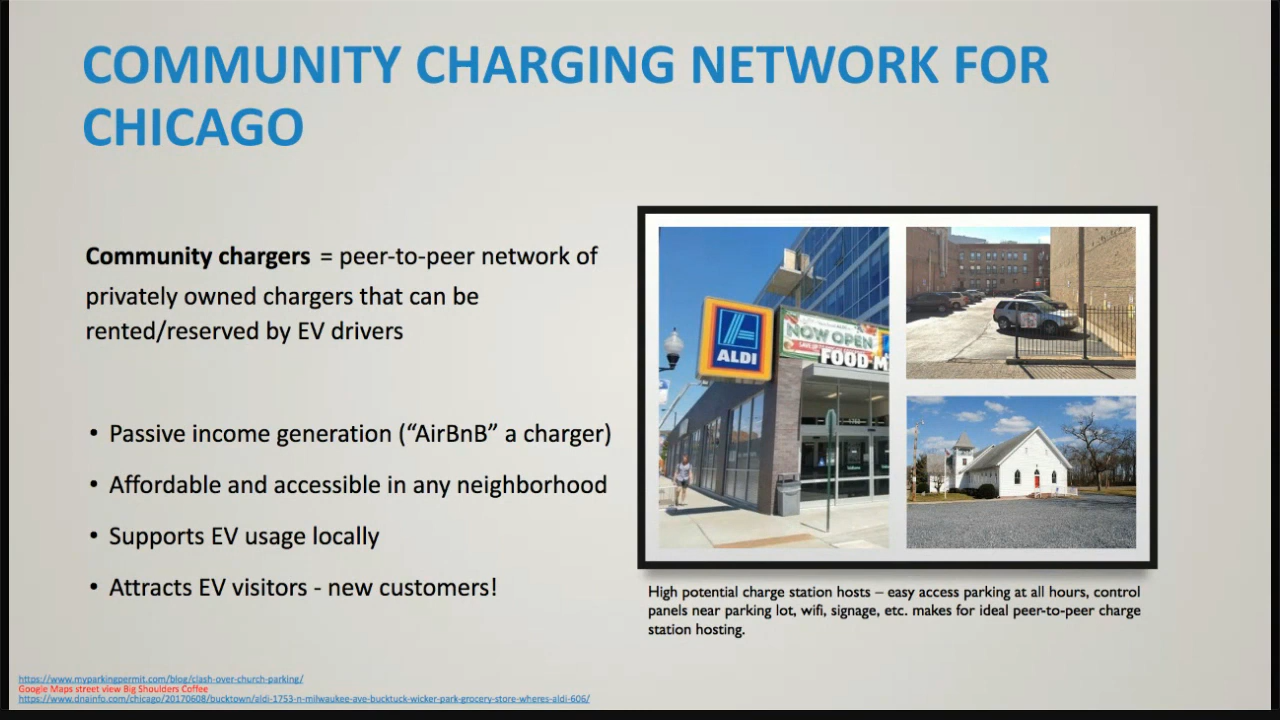 COMMUNITY CHARGING NETWORK FOR
CHICAGO
Community chargers = peer-to-peer network of
privately owned chargers that can be
rented/reserved by EV drivers
• Passive income generation (“AirBnB” a charger)
• Affordable and accessible in any neighborhood
• Supports EV usage locally
• Attracts EV visitors - new customers!
ALDI
NOW OPEN
FOOD M
High potential charge station hosts – easy access parking at all hours, control
panels near parking lot, wifi, signage, etc. makes for ideal peer-to-peer charge
station hosting.
https://www.myparkingpermit.com/blog/clash-over-church-parking/
Google Maps street view Big Shoulders Coffee
https://www.dnainfo.com/chicago/20170608/bucktown/aldi-1753-n-milwaukee-ave-bucktuck-wicker-park-grocery-store-wheres-aldi-606/